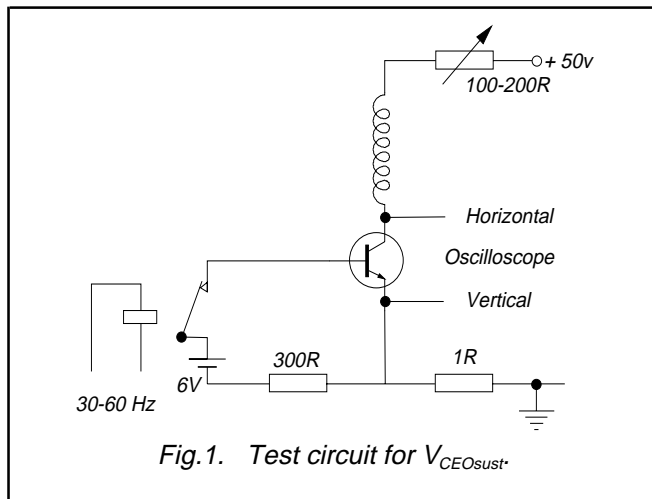 + 50v
100-200R
Horizontal
Oscilloscope
Vertical
300R
1R
6V
30-60 Hz
Fig.1. Test circuit for VCEOsust.